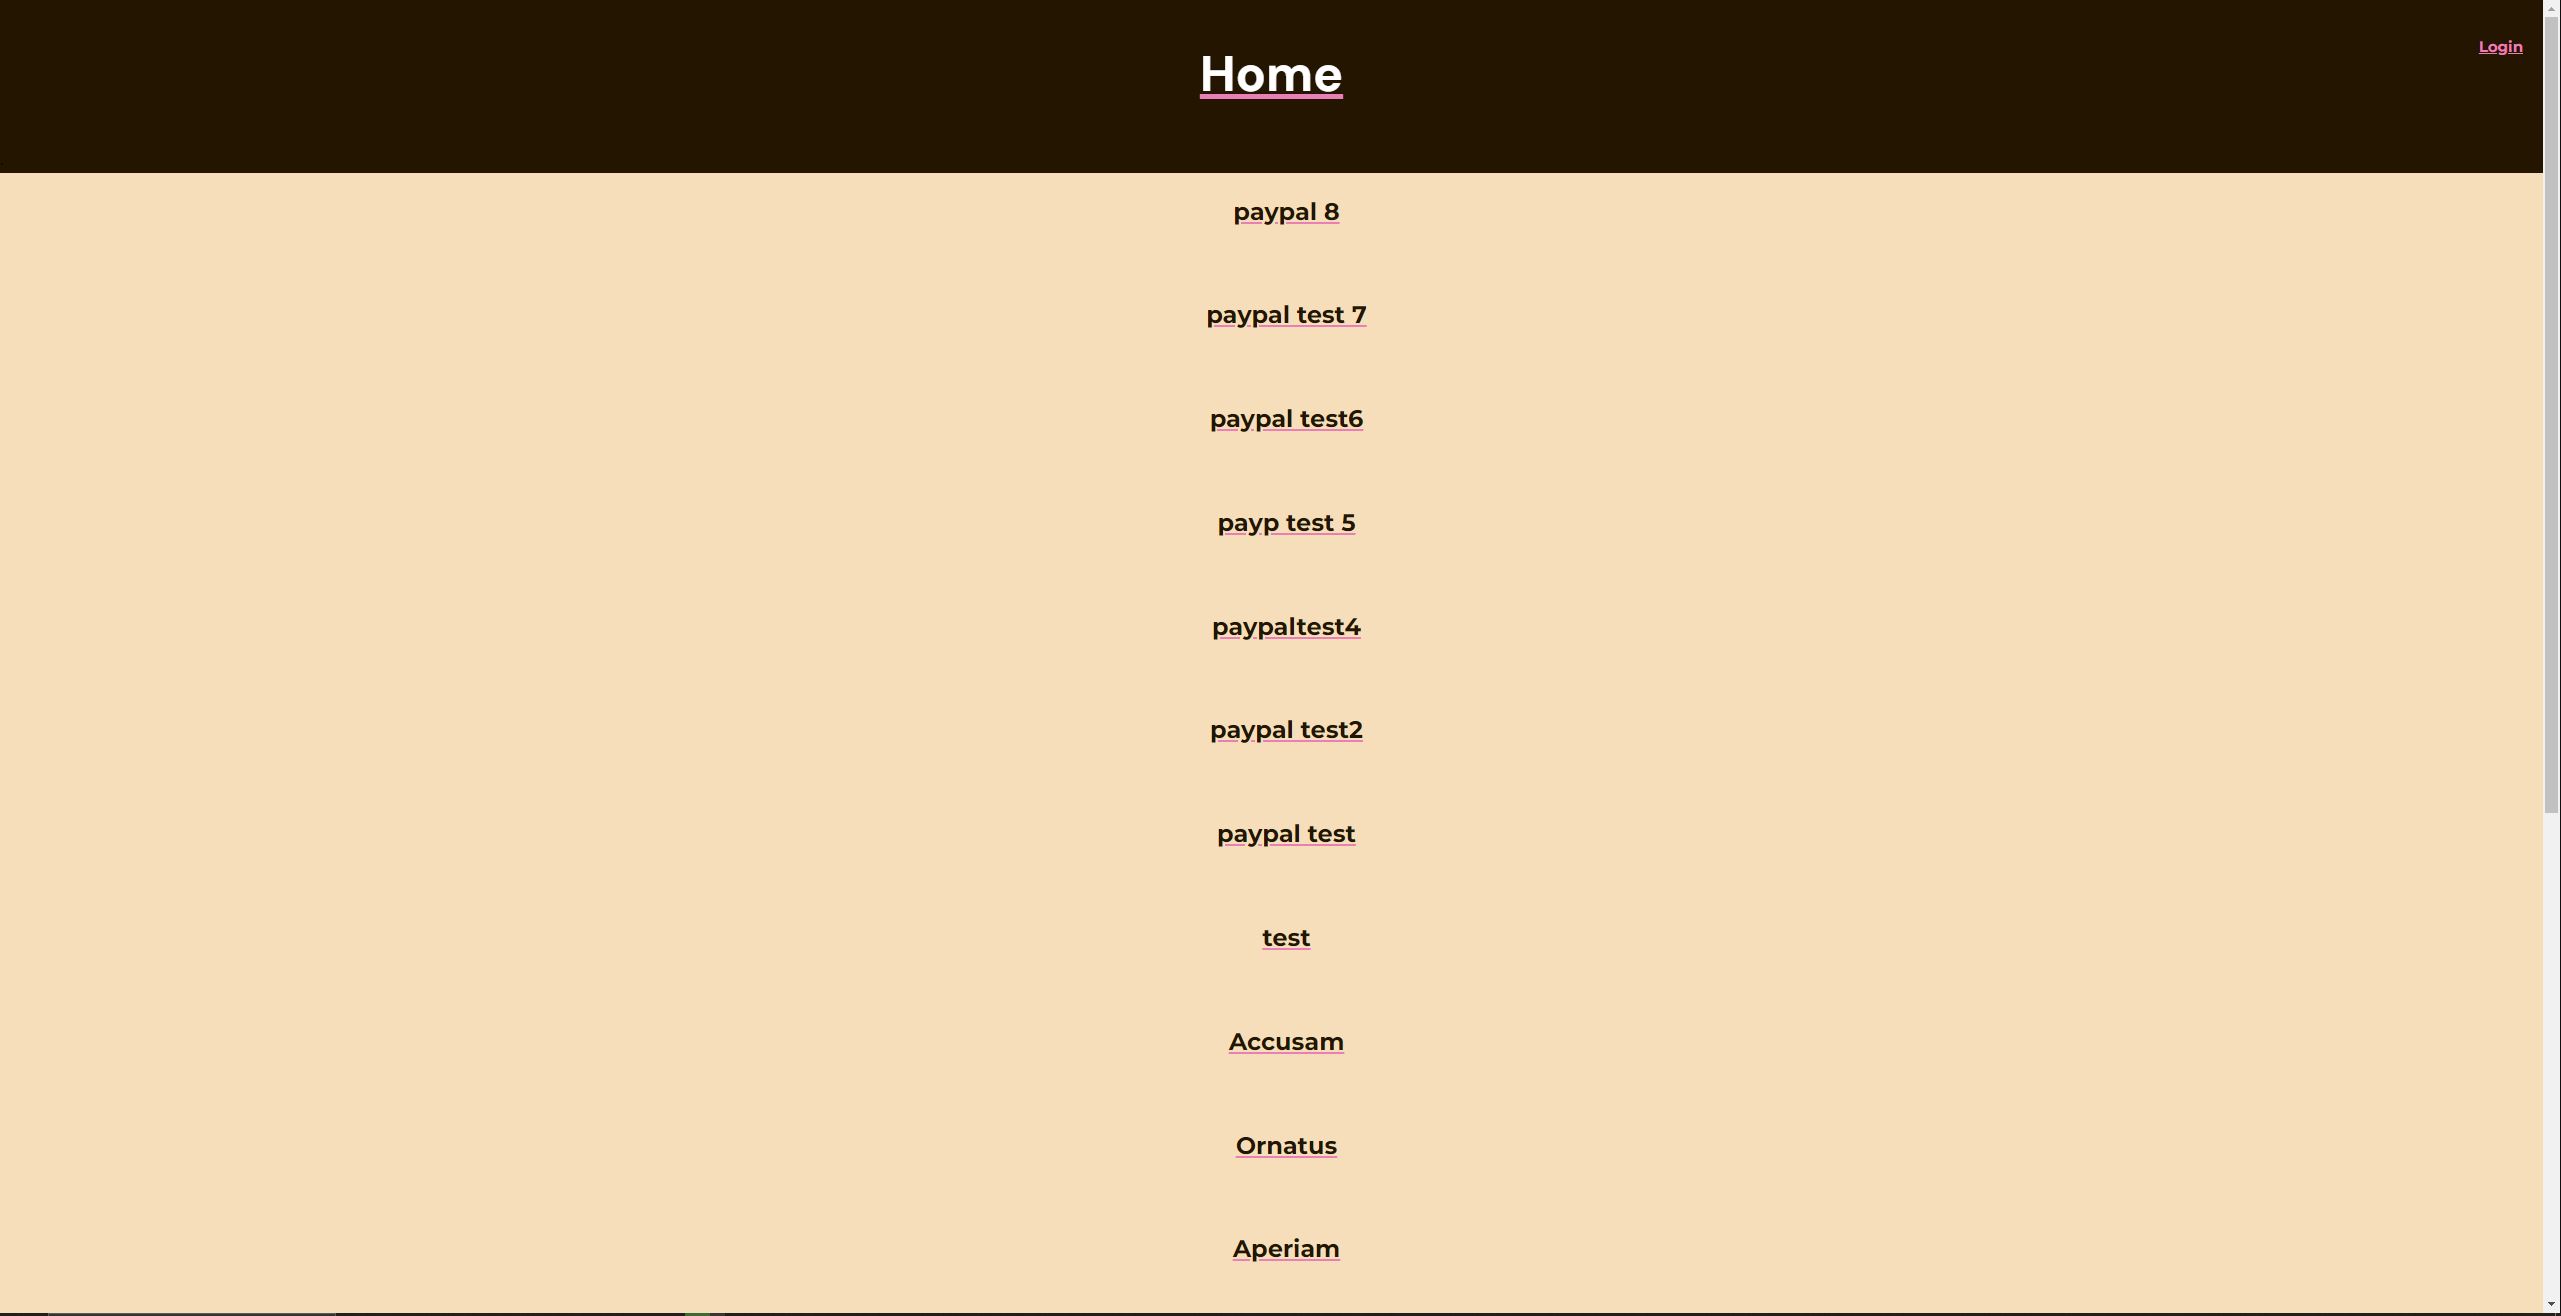 Login
Home
paypal 8
paypal test 7
paypal test6
payp test 5
paypaltest4
paypal test2
paypal test
test
Accusam
Ornatus
Aperiam